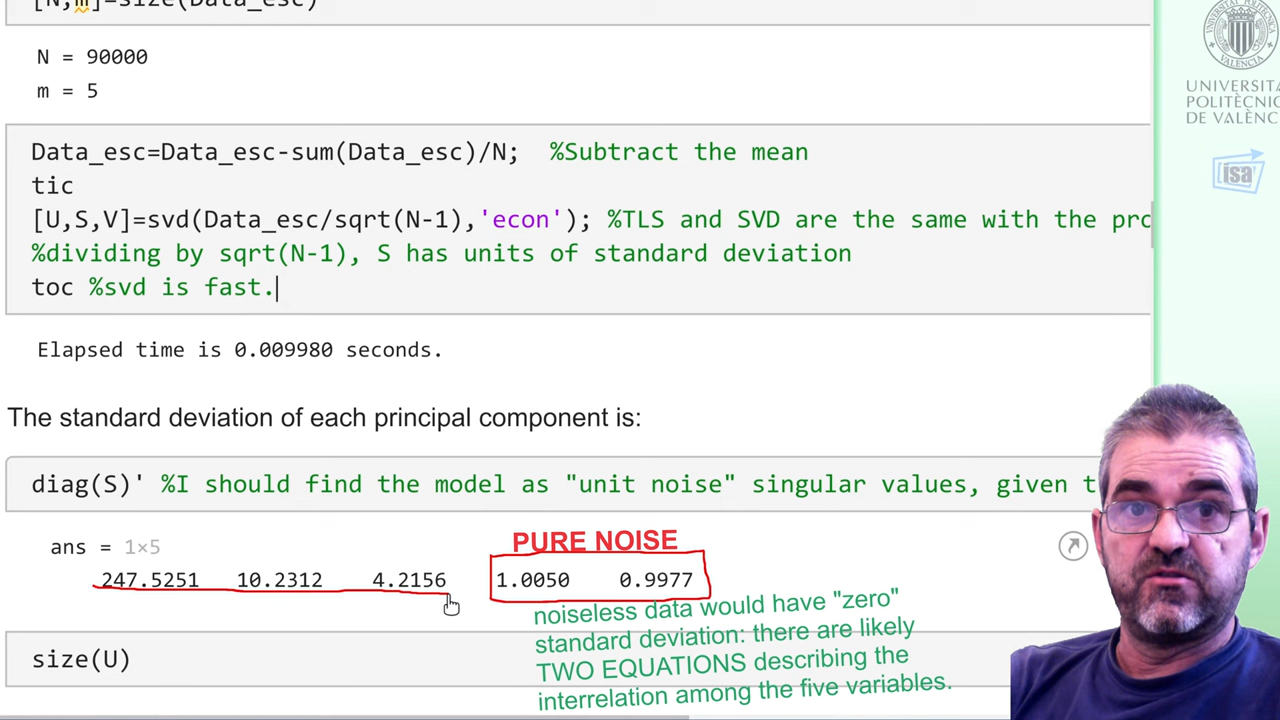 [N,m]=size(Data_esc)
N = 90000
m = 5
Data_esc=Data_esc-sum(Data_esc)/N;  %Subtract the mean
tic
[U,S,V]=svd(Data_esc/sqrt(N-1),'econ'); %TLS and SVD are the same with the pro
%dividing by sqrt(N-1), S has units of standard deviation
toc %svd is fast.
Elapsed time is 0.009980 seconds.
The standard deviation of each principal component is:
diag(S)' %I should find the model as "unit noise" singular values, given t
ans = 1×5
PURE NOISE
247.5251 10.2312 4.2156 1.0050 0.9977
noiseless data would have "zero"
standard deviation: there are likely
TWO EQUATIONS describing the
interrelation among the five variables.
size(U)
UNIVERSITA
POLITÈCNIC
DE VALÈNC
isa